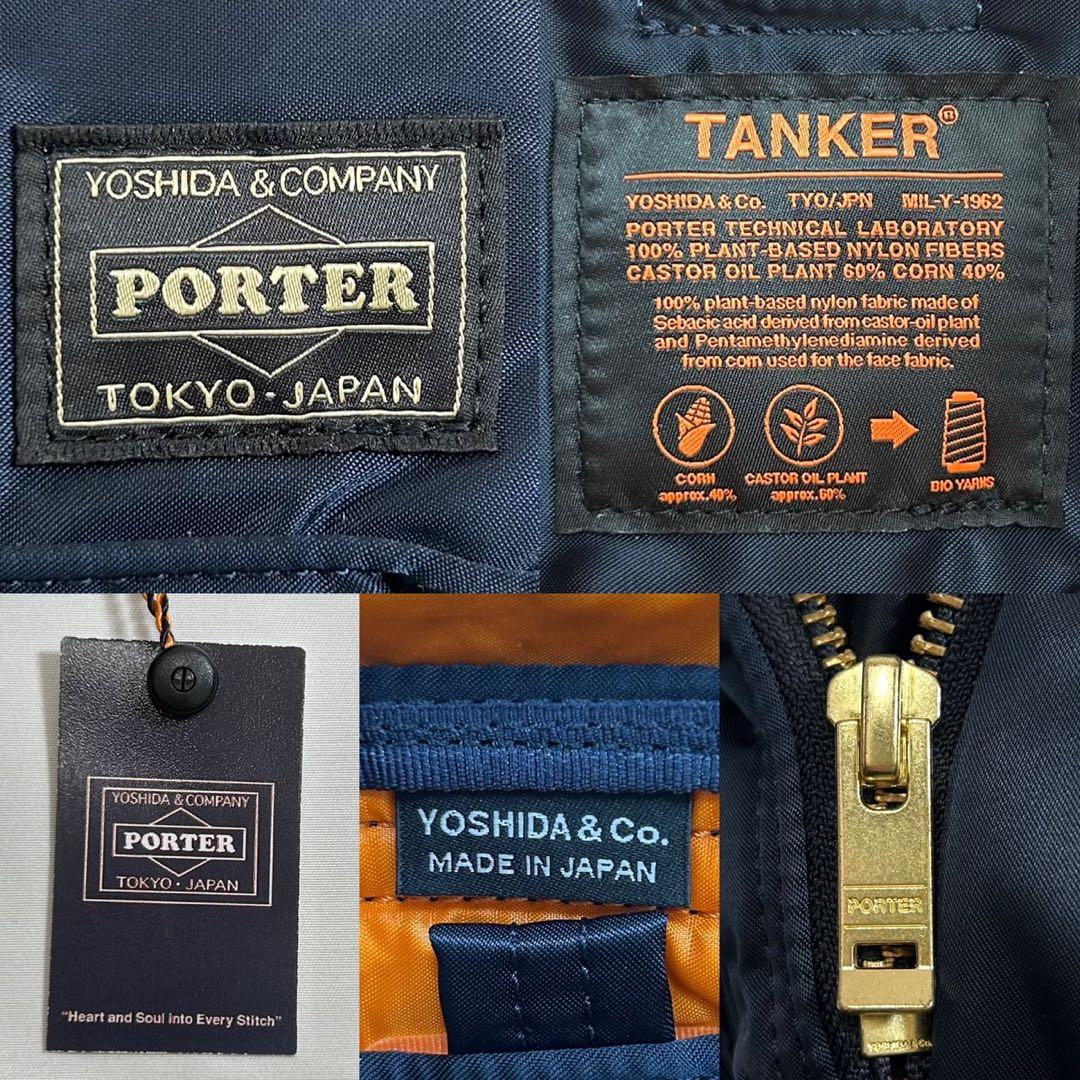 YOSHIDA & COMPANY
PORTER
TOKYO · JAPAN
TANKER®
YOSHIDA & Co. TYO/JPN MIL-Y-1962
PORTER TECHNICAL LABORATORY
100% PLANT-BASED NYLON FIBERS
CASTOR OIL PLANT 60% CORN 40%
100% plant-based nylon fabric made of
Sebacic acid derived from castor-oil plant
and Pentamethylenediamine derived
from corn used for the face fabric.
CORN
approx.40%
CASTOR OIL PLANT
approx.60%
BIO YARNS
YOSHIDA & COMPANY
PORTER
TOKYO · JAPAN
"Heart and Soul into Every Stitch"
YOSHIDA & Co.
MADE IN JAPAN
PORTER
YOSHIDA & Co.